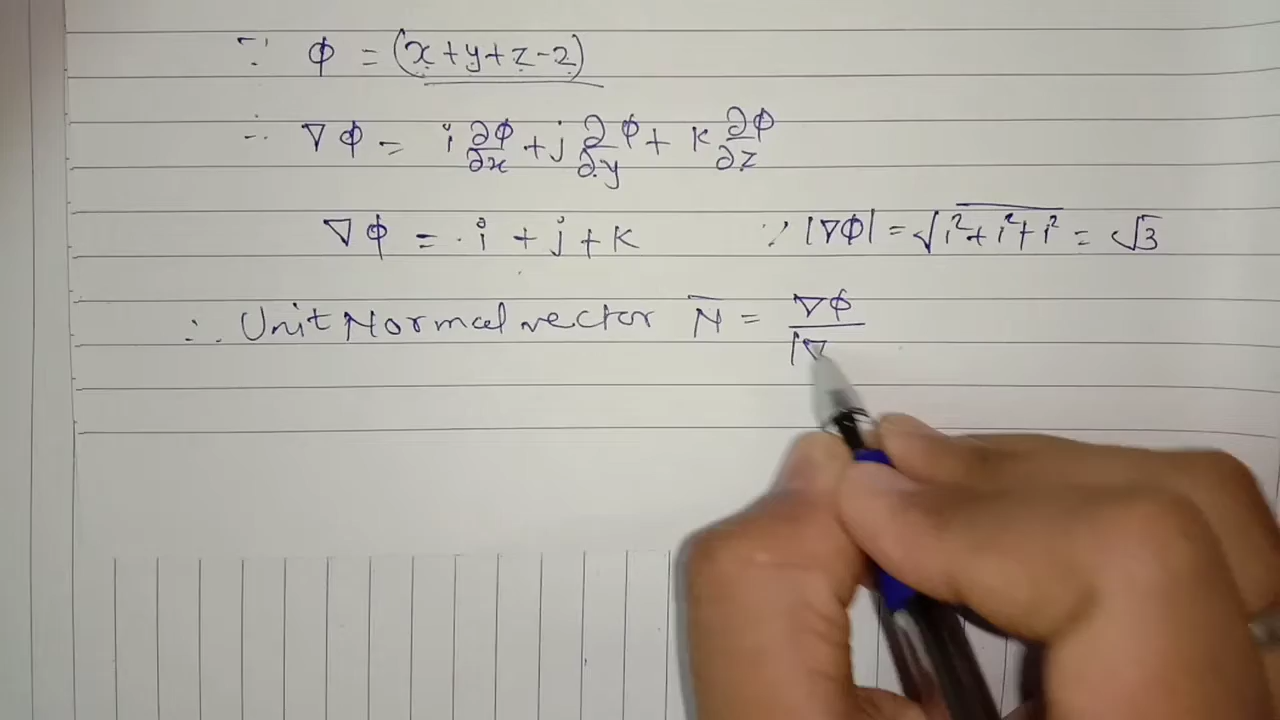 ∵ φ = (x+y+z-2)
∴ ∇φ = i ∂φ/∂x + j ∂φ/∂y + k ∂φ/∂z
∇φ = i + j + k ∵ |∇φ| = √(1²+1²+1²) = √3
∴ Unit Normal vector N̅ = ∇φ/|∇